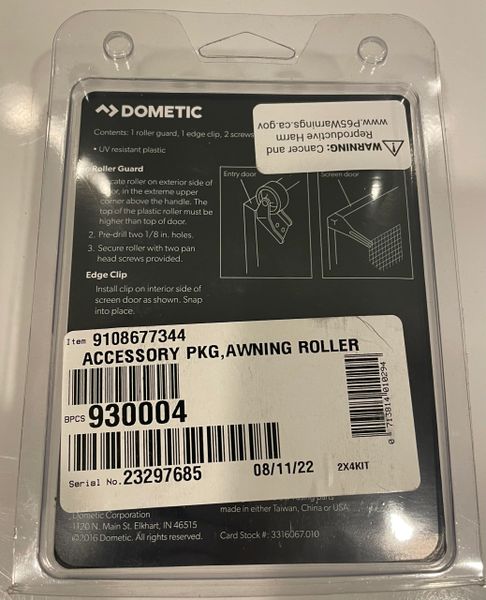 DOMETIC
Contents: 1 roller guard, 1 edge clip, 2 screws
• UV resistant plastic
WARNING: Cancer and
Reproductive Harm
www.P65Warnings.ca.gov
Roller Guard
roller on exterior side of
in the extreme upper
corner above the handle. The
top of the plastic roller must be
higher than top of door.
2. Pre-drill two 1/8 in. holes.
3. Secure roller with two pan
head screws provided.
Edge Clip
Install clip on interior side of
screen door as shown. Snap
into place.
Entry door
Screen door
Item 9108677344
ACCESSORY PKG,AWNING ROLLER
BPCS 930004
Serial No. 23297685
08/11/22
2X4KIT
0 713814 010294
Dometic Corporation
1120 N. Main St. Elkhart, IN 46515
©2016 Dometic. All rights reserved.
parts
made in either Taiwan, China or USA
Card Stock #: 3316067.010